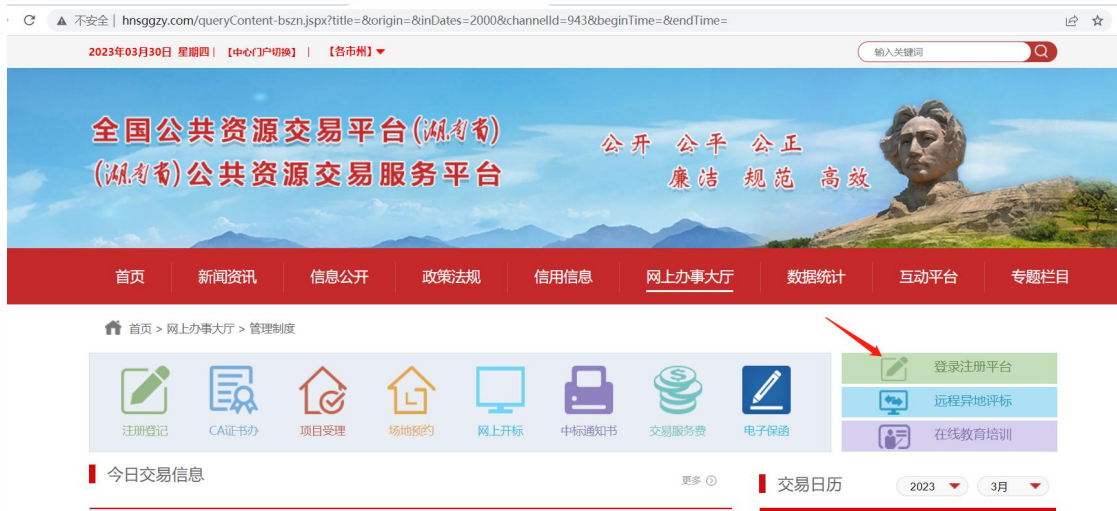 不安全 | hnsggzy.com/queryContent-bszn.jspx?title=&origin=&inDates=2000&channelId=943&beginTime=&endTime=
2023年03月30日 星期四| 【中心门户切换】 | 【各市州】
输入关键词
全国公共资源交易平台(湖南省)
(湖南省)公共资源交易服务平台
公开 公平 公正
廉洁 规范 高效
首页 新闻资讯 信息公开 政策法规 信用信息 网上办事大厅 数据统计 互动平台 专题栏目
首页 > 网上办事大厅 > 管理制度
注册登记 CA证书办 项目受理 场地预约 网上开标 中标通知书 交易服务费 电子保函
登录注册平台
远程异地评标
在线教育培训
今日交易信息 更多
交易日历 2023 3月